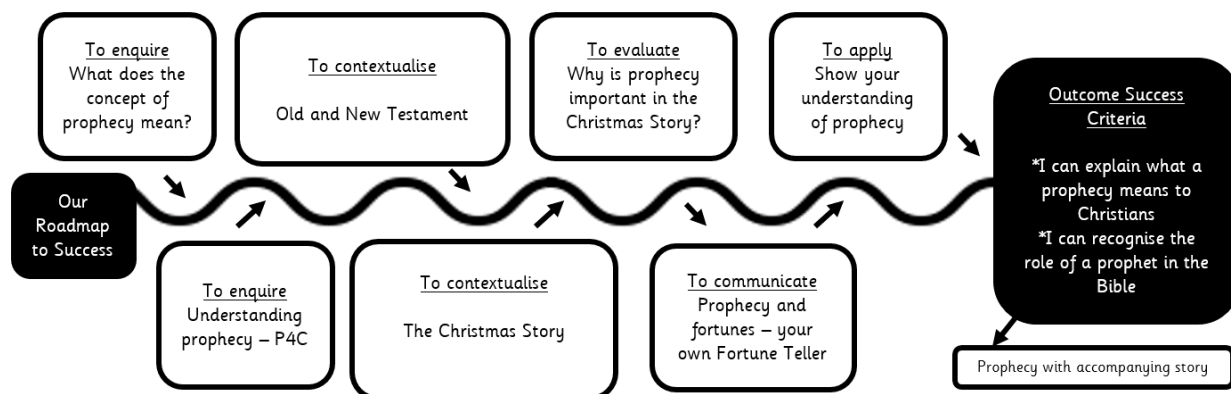 Our
Roadmap
to Success
To enquire
What does the
concept of
prophecy mean?
To enquire
Understanding
prophecy – P4C
To contextualise
Old and New Testament
To contextualise
The Christmas Story
To evaluate
Why is prophecy
important in the
Christmas Story?
To communicate
Prophecy and
fortunes – your
own Fortune Teller
To apply
Show your
understanding
of prophecy
Outcome Success
Criteria
*I can explain what a
prophecy means to
Christians
*I can recognise the
role of a prophet in the
Bible
Prophecy with accompanying story